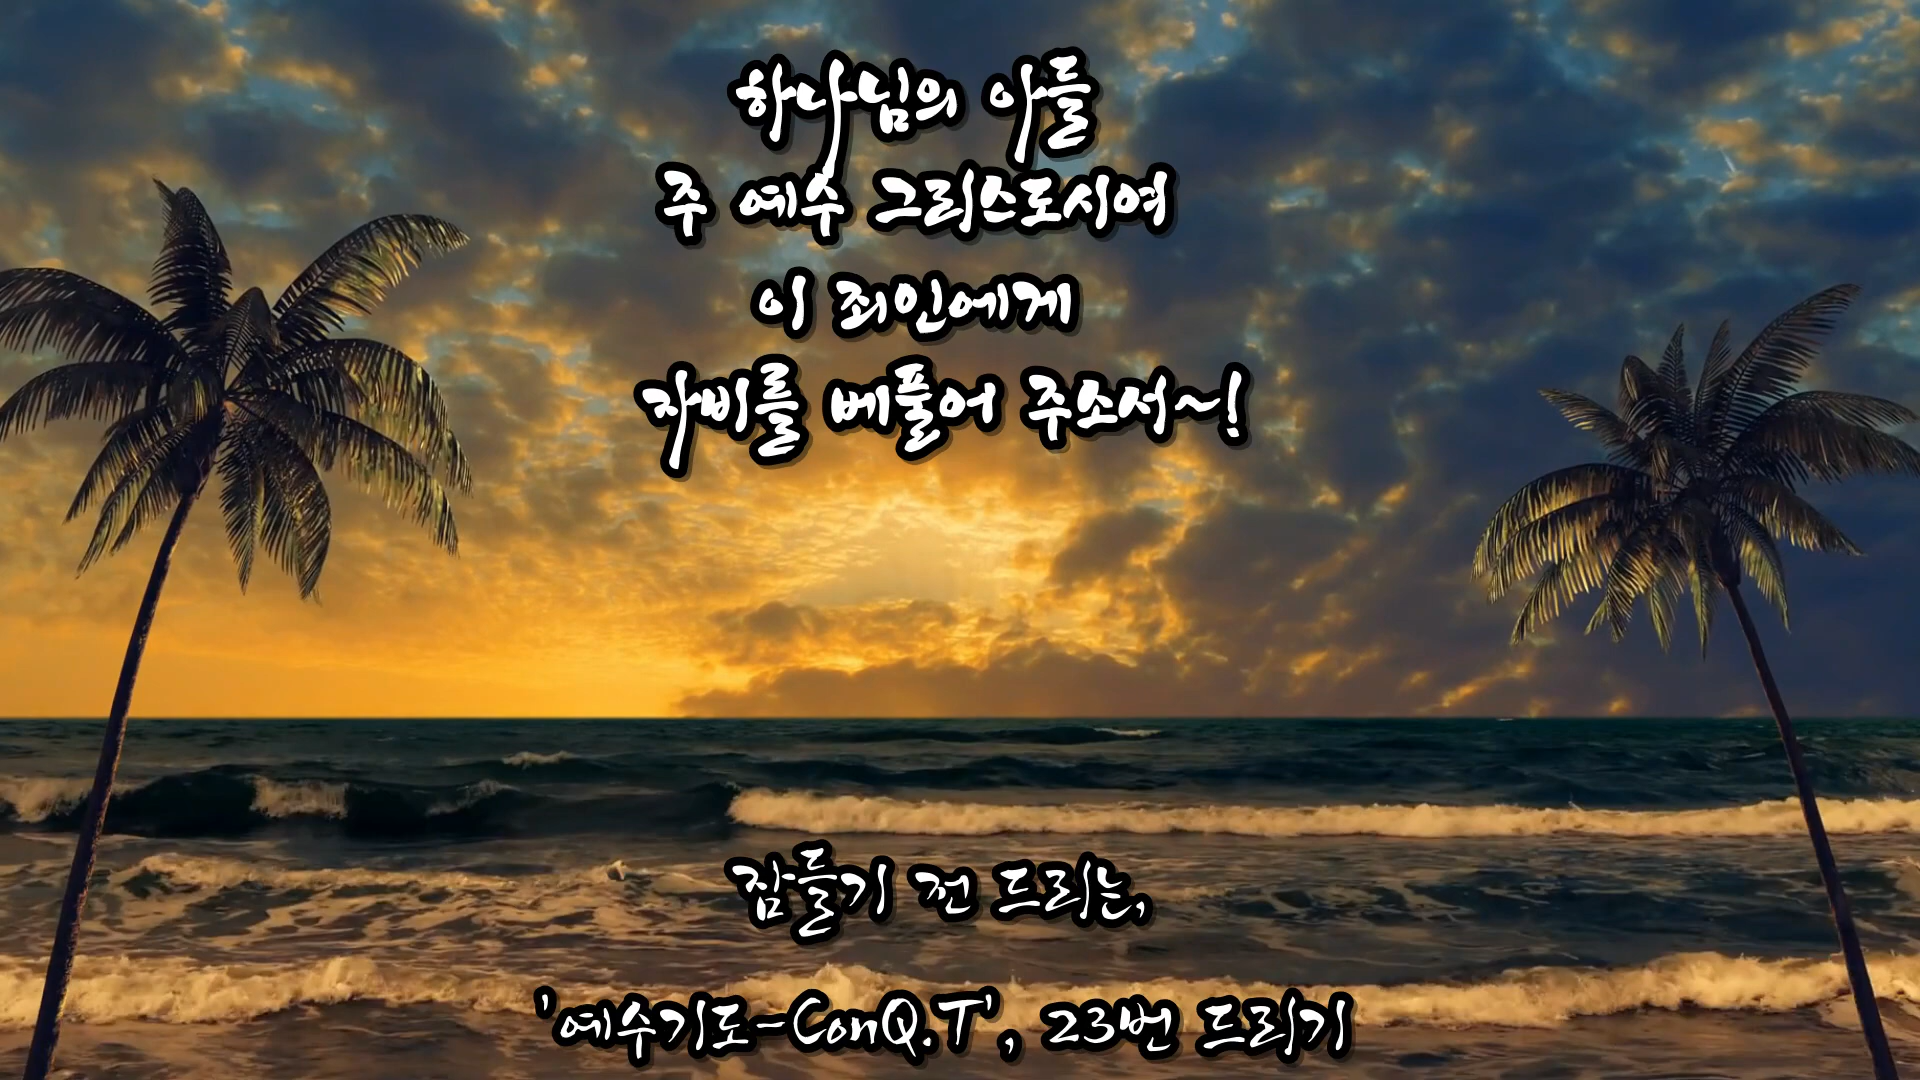 하나님의 아들
주 예수 그리스도시여
이 죄인에게
자비를 베풀어 주소서~!
잠들기 전 드리는,
'예수기도-ConQ.T', 23번 드리기